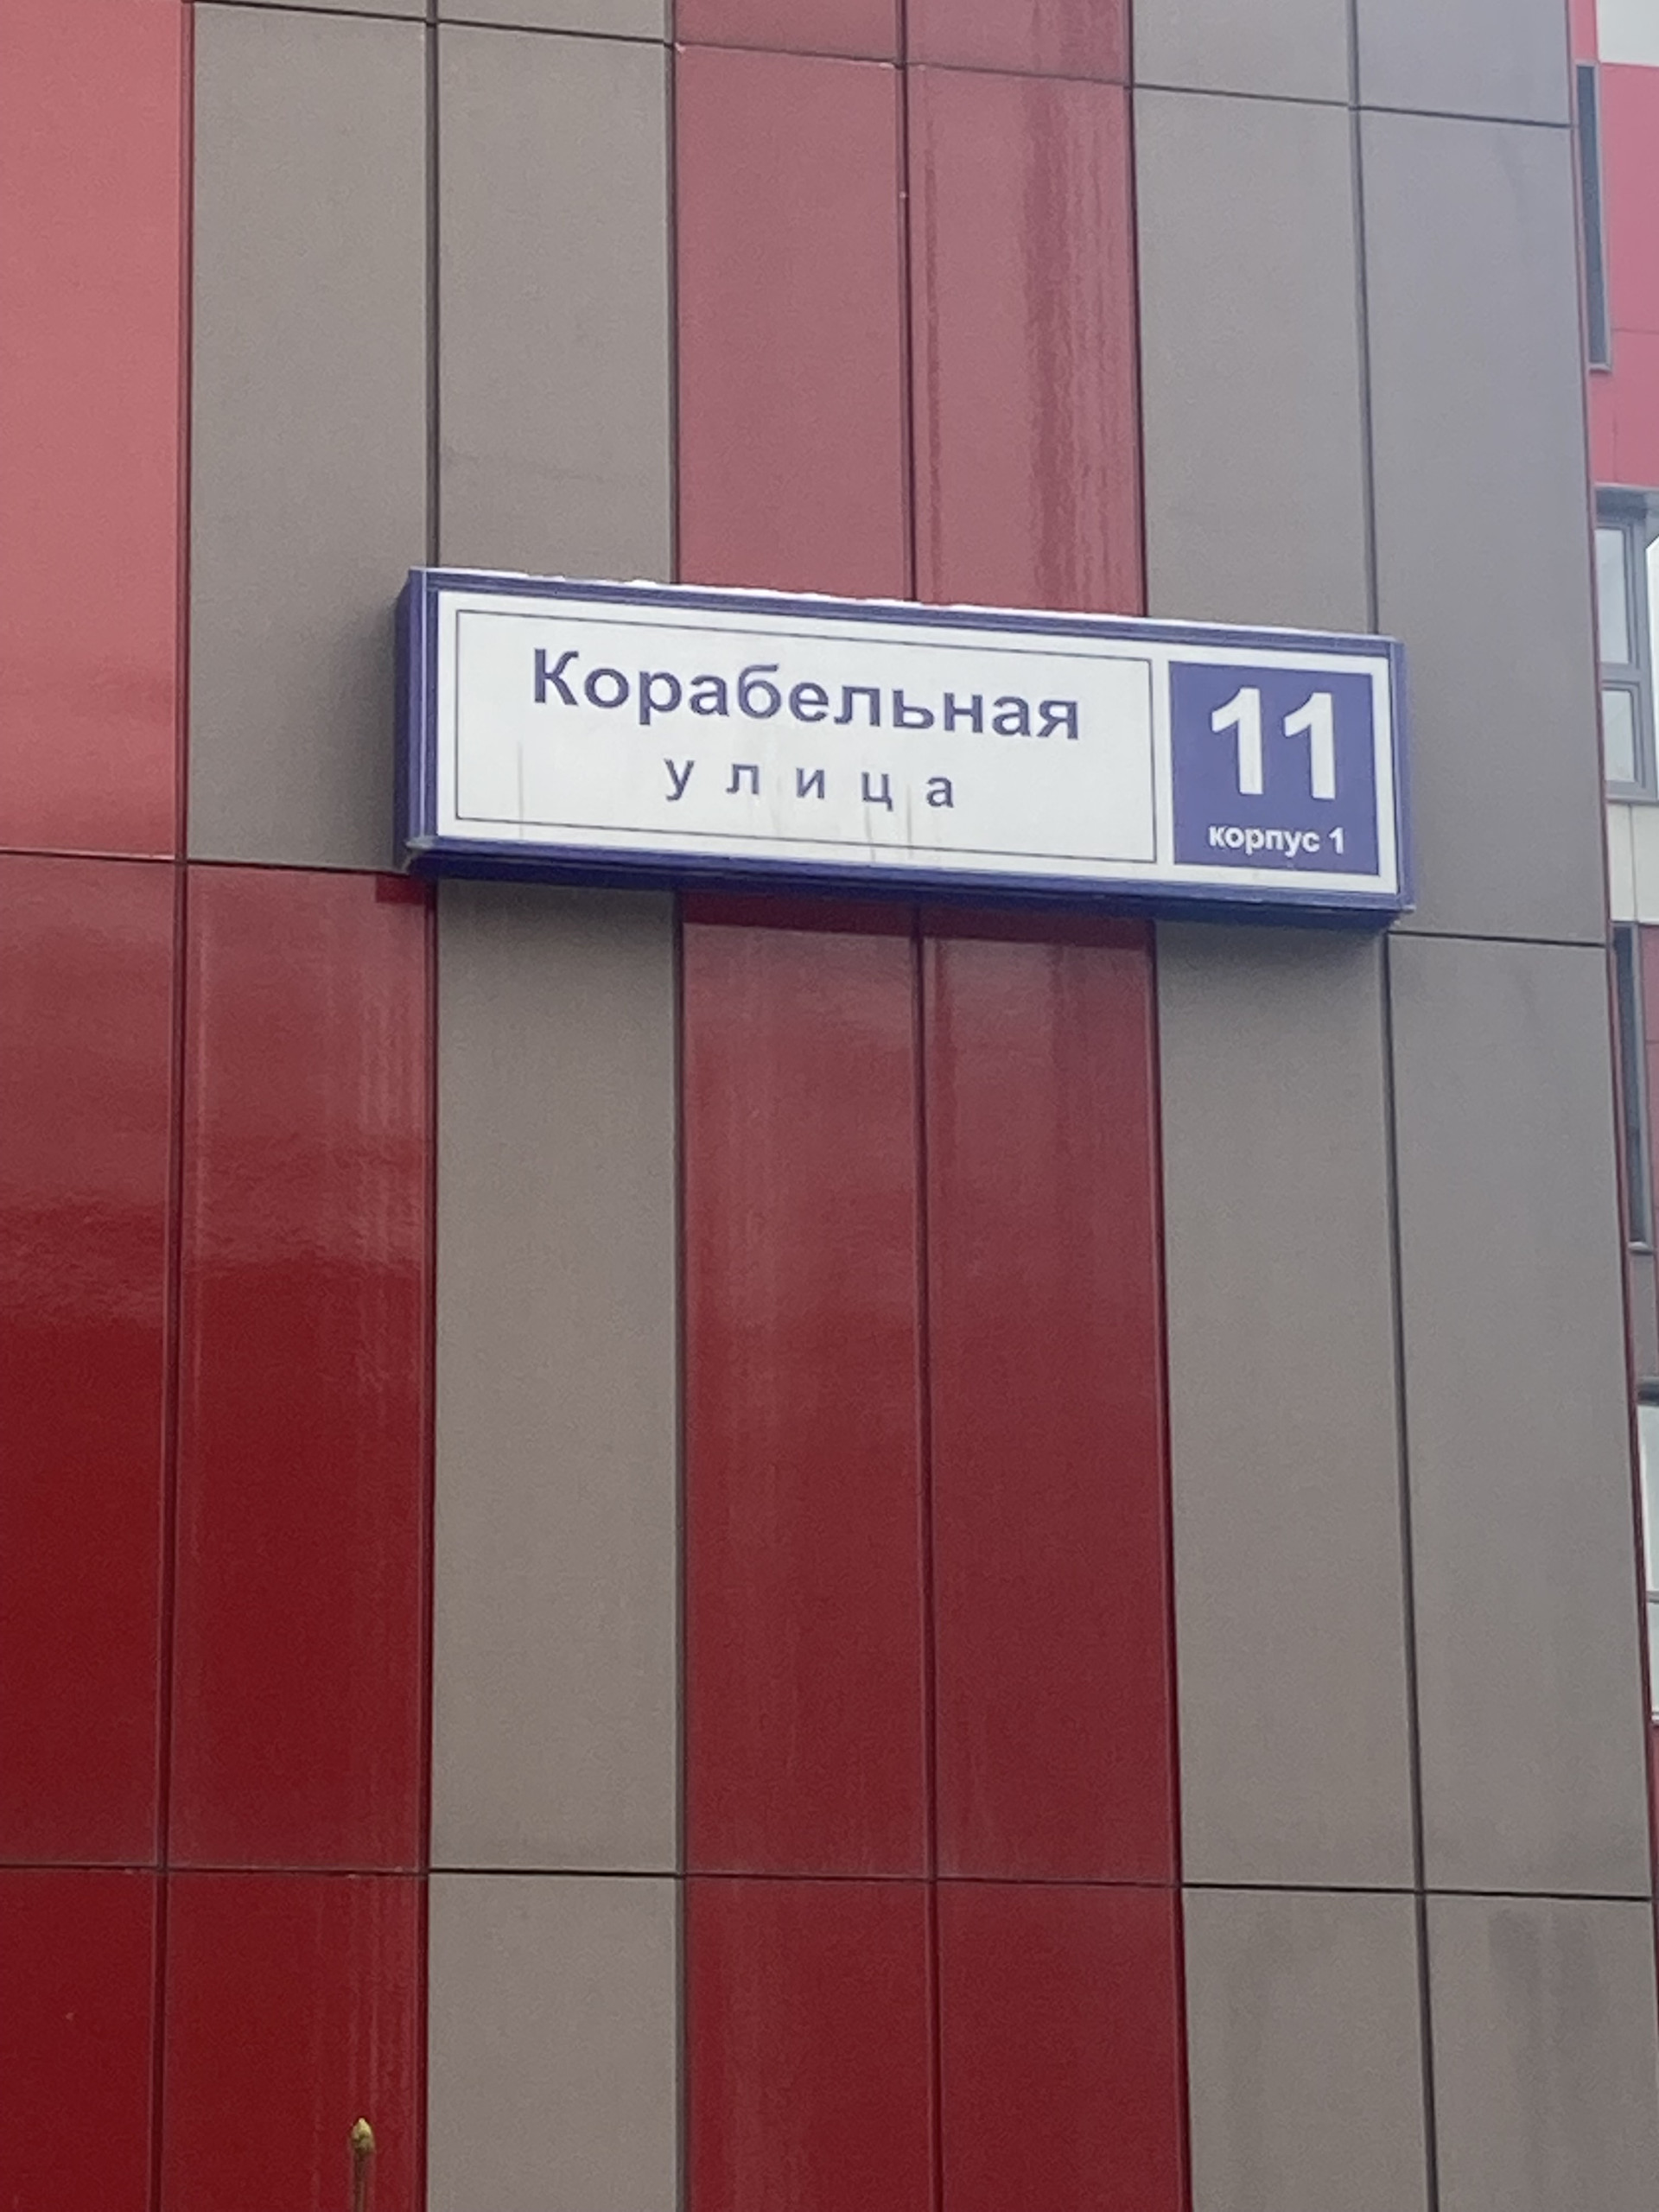 Корабельная
улица
11
корпус 1